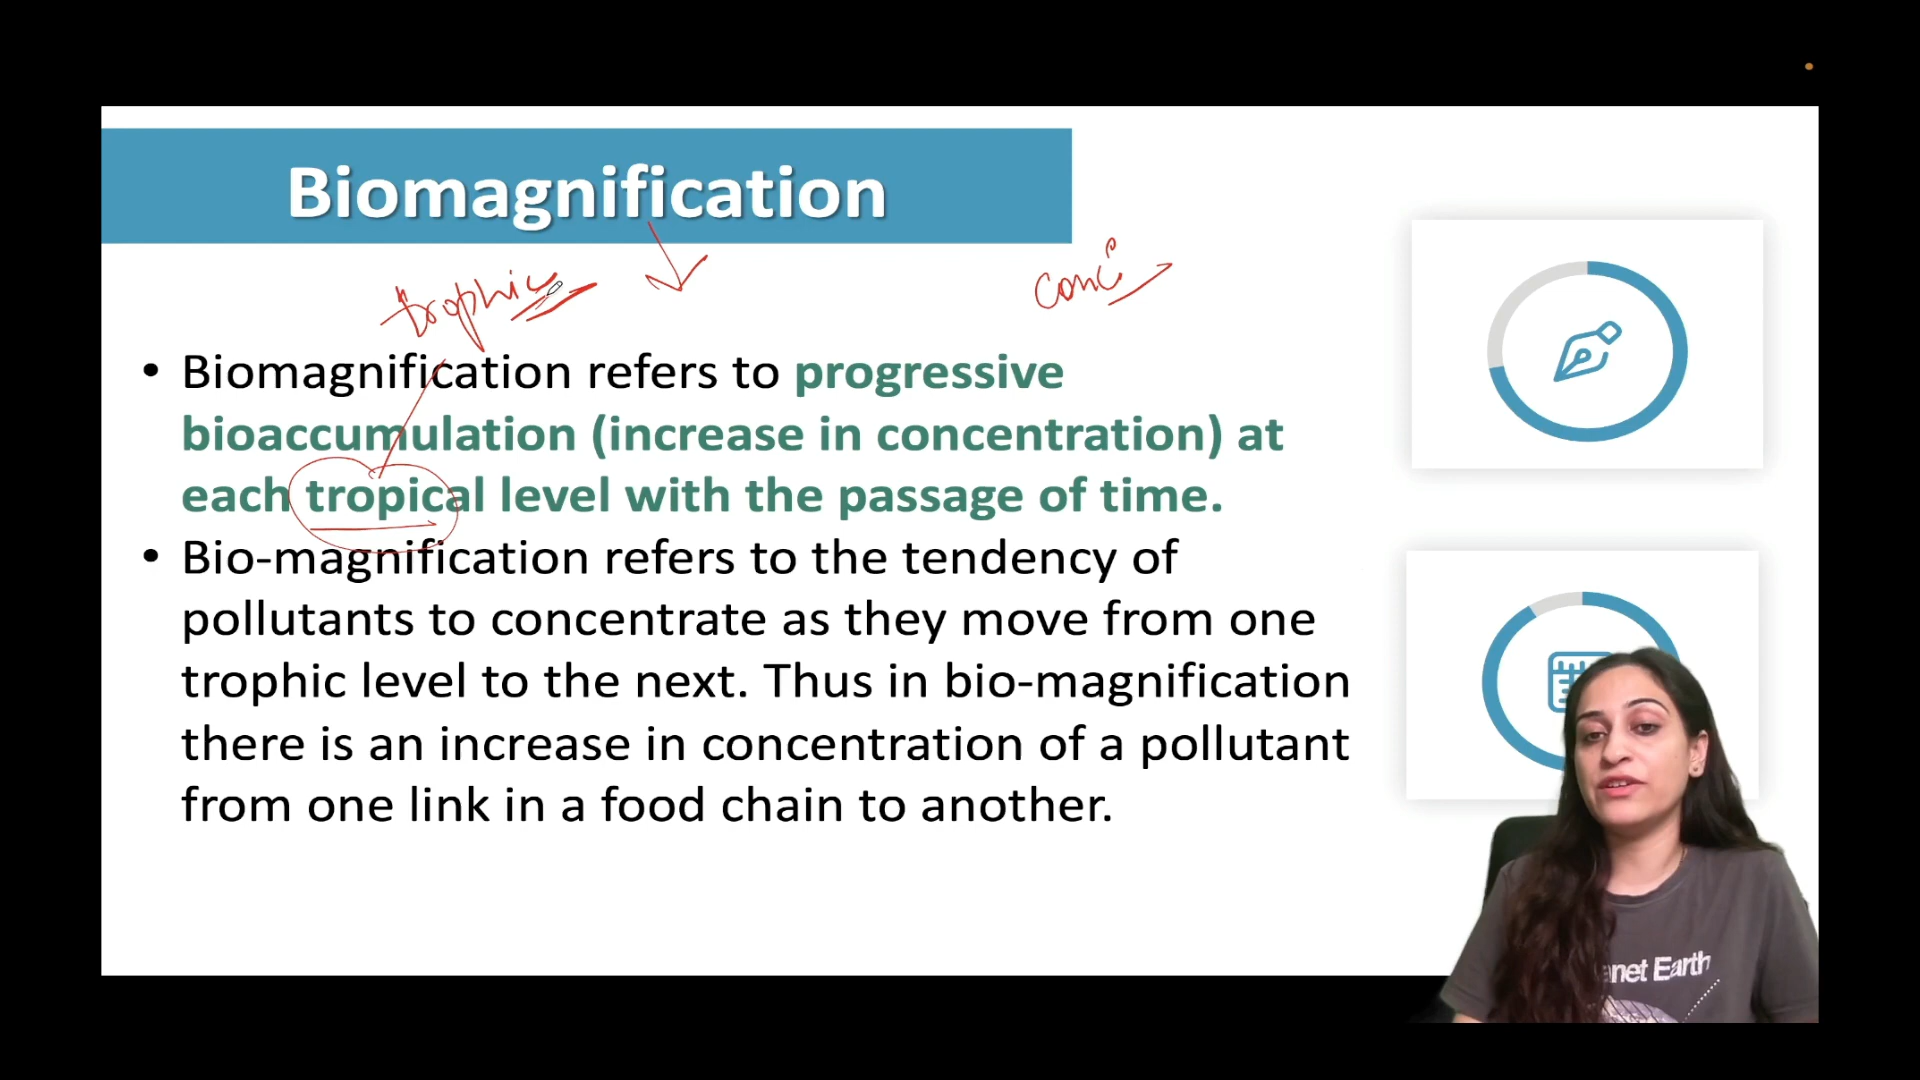 Biomagnification
trophic
conc
• Biomagnification refers to progressive
bioaccumulation (increase in concentration) at
each tropical level with the passage of time.
• Bio-magnification refers to the tendency of
pollutants to concentrate as they move from one
trophic level to the next. Thus in bio-magnification
there is an increase in concentration of a pollutant
from one link in a food chain to another.
anet Earth